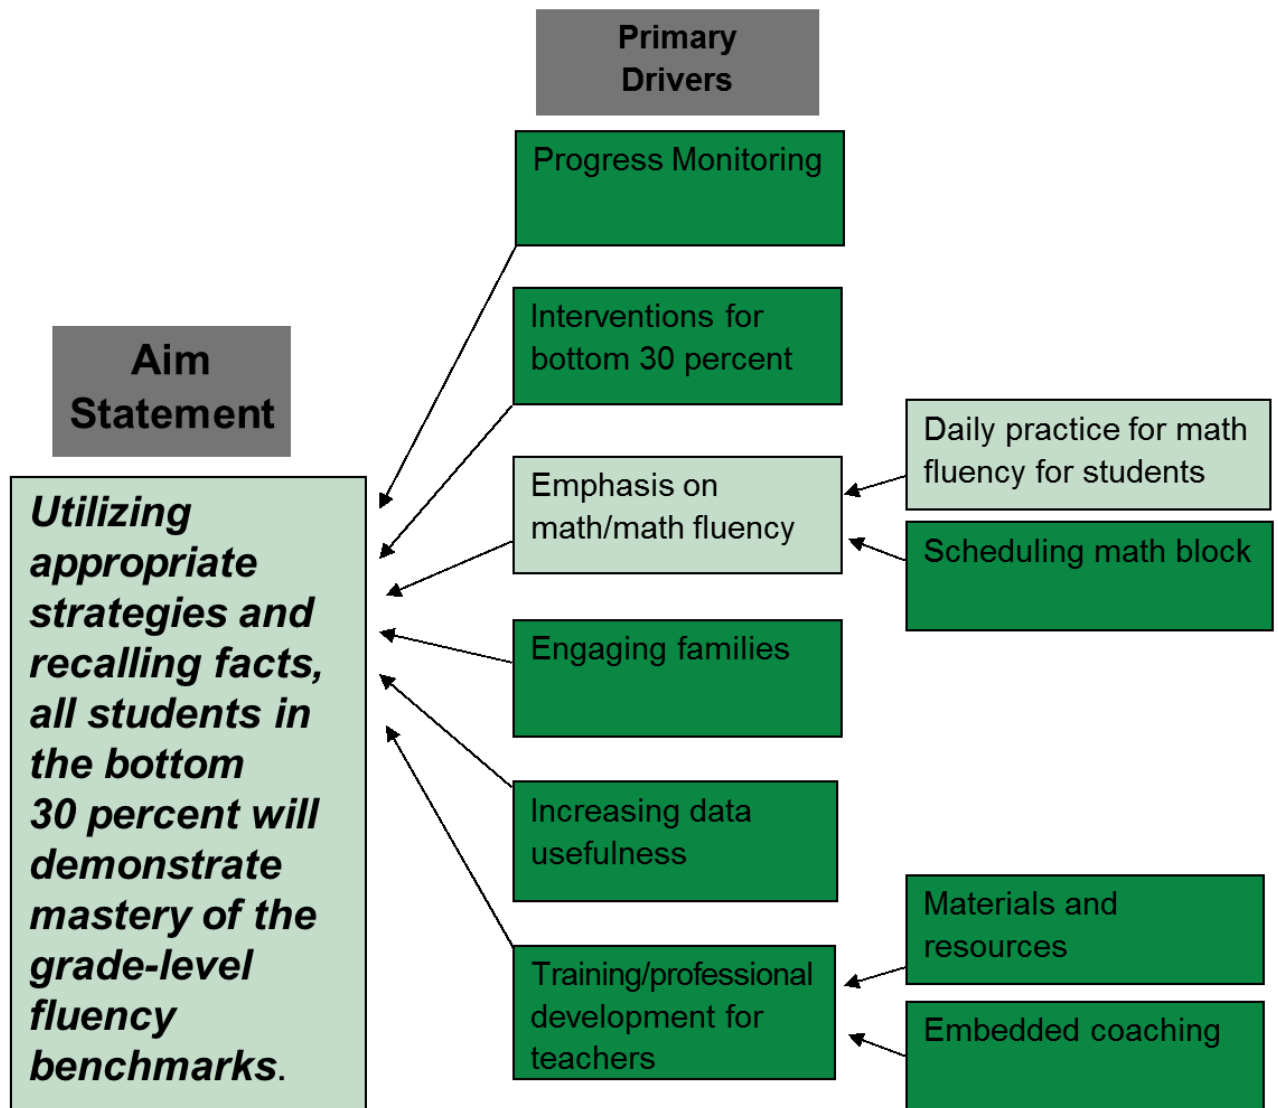 Primary
Drivers
Progress Monitoring
Interventions for
bottom 30 percent
Aim
Statement
Daily practice for math
fluency for students
Emphasis on
math/math fluency
Utilizing
appropriate
strategies and
recalling facts,
all students in
the bottom
30 percent will
demonstrate
mastery of the
grade-level
fluency
benchmarks.
Scheduling math block
Engaging families
Increasing data
usefulness
Materials and
resources
Training/professional
development for
teachers
Embedded coaching